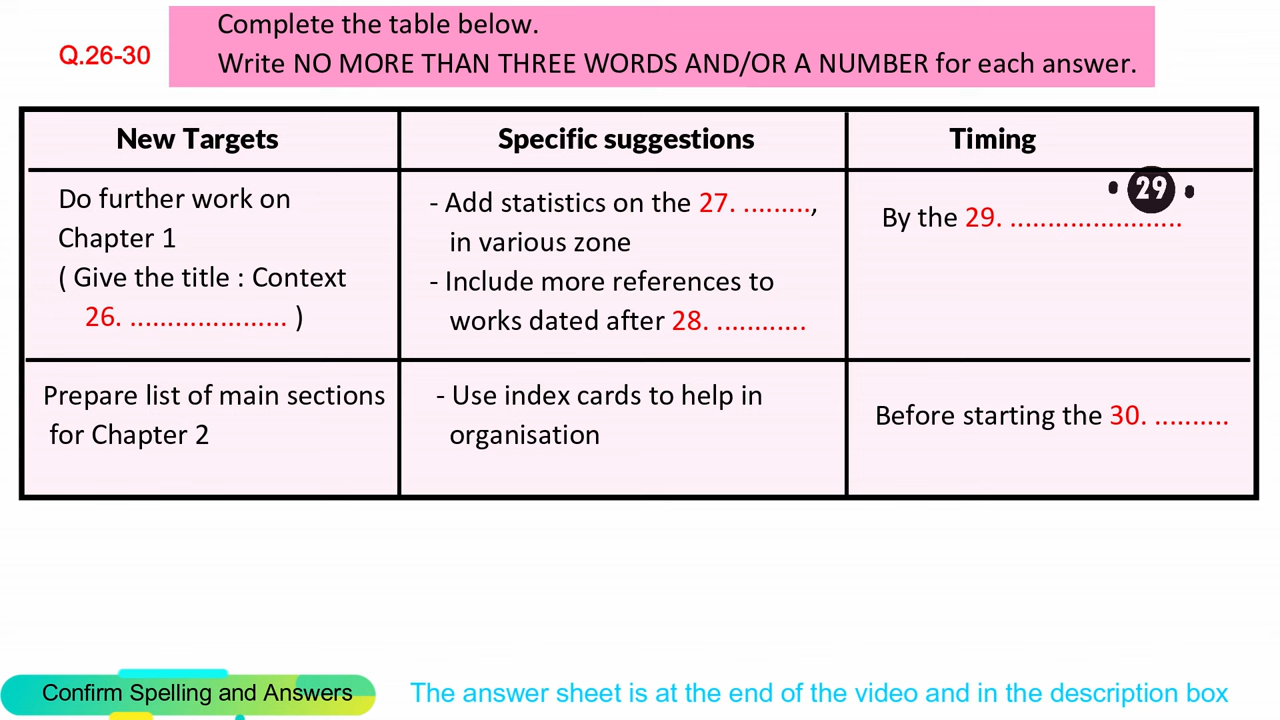 Q.26-30
Complete the table below.
Write NO MORE THAN THREE WORDS AND/OR A NUMBER for each answer.
New Targets
Specific suggestions
Timing
Do further work on
Chapter 1
( Give the title : Context
26. ..................... )
- Add statistics on the 27. .........,
in various zone
- Include more references to
works dated after 28. ............
29
By the 29. .......................
Prepare list of main sections
for Chapter 2
- Use index cards to help in
organisation
Before starting the 30. ..........
Confirm Spelling and Answers
The answer sheet is at the end of the video and in the description box